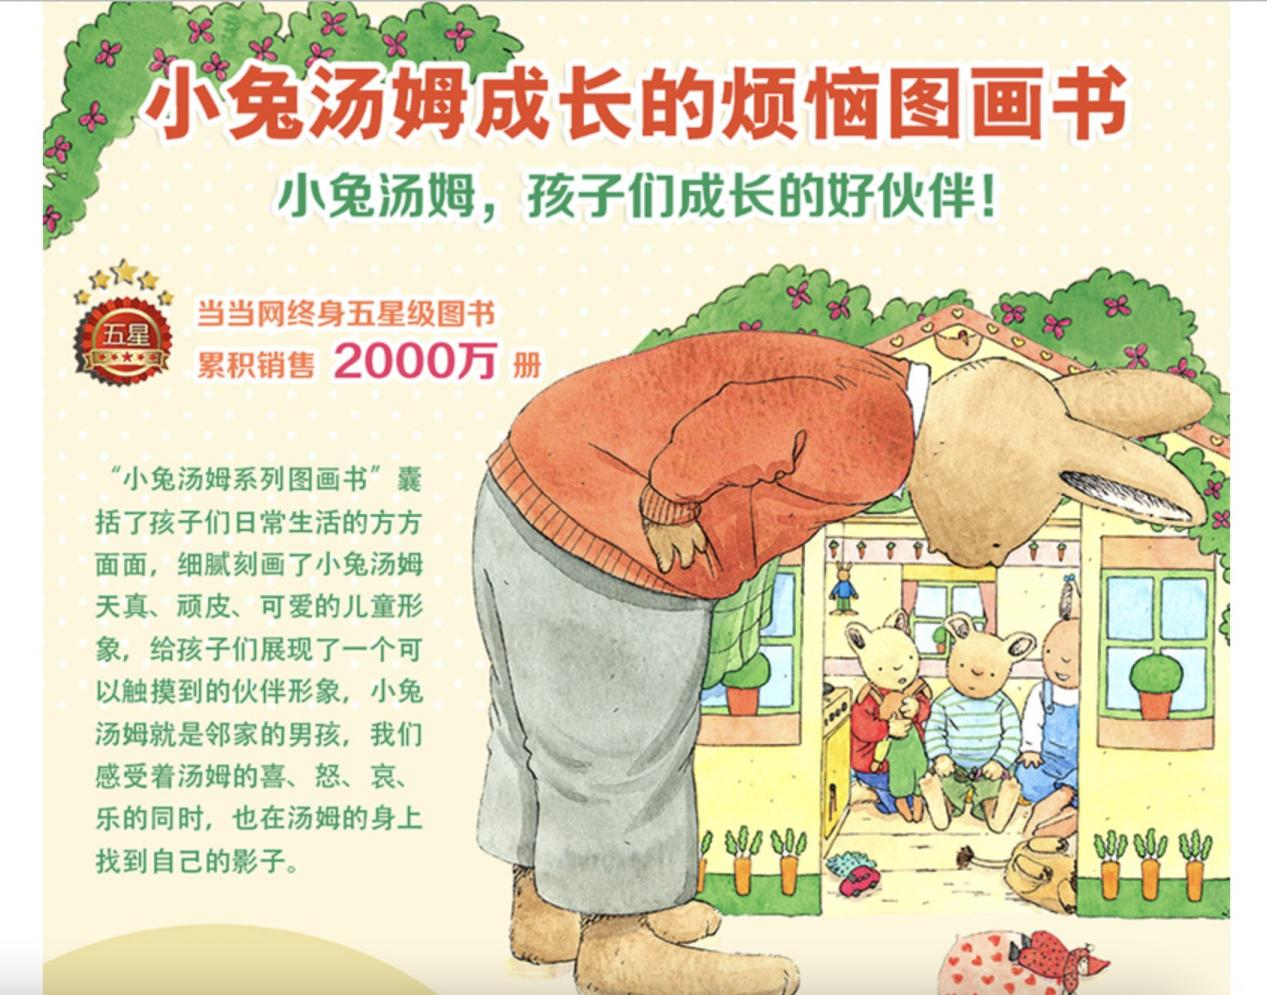 小兔汤姆成长的烦恼图画书
小兔汤姆，孩子们成长的好伙伴！
五星
当当网终身五星级图书
累积销售 2000万 册
“小兔汤姆系列图画书”囊
括了孩子们日常生活的方方
面面，细腻刻画了小兔汤姆
天真、顽皮、可爱的儿童形
象，给孩子们展现了一个可
以触摸到的伙伴形象，小兔
汤姆就是邻家的男孩，我们
感受着汤姆的喜、怒、哀、
乐的同时，也在汤姆的身上
找到自己的影子。